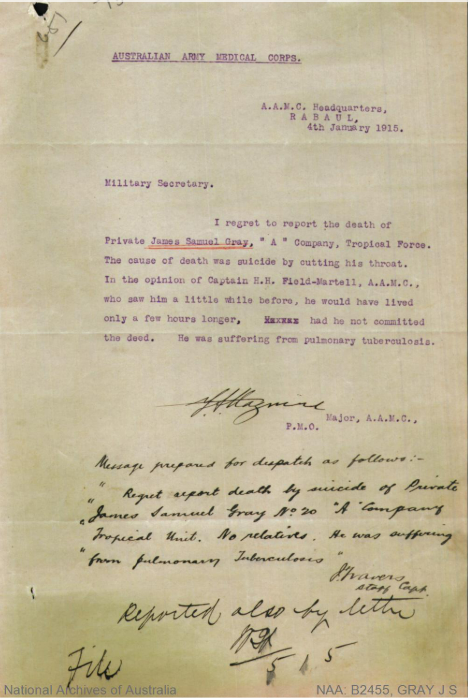 AUSTRALIAN ARMY MEDICAL CORPS.
A.A.M.C. Headquarters,
R A B A U L,
4th January 1915.
Military Secretary.
I regret to report the death of
Private James Samuel Gray, " A " Company, Tropical Force.
The cause of death was suicide by cutting his throat.
In the opinion of Captain H.H. Field-Martell, A.A.M.C.,
who saw him a little while before, he would have lived
only a few hours longer, had he not committed
the deed. He was suffering from pulmonary tuberculosis.
Major, A.A.M.C.,
P.M.O.
Message prepared for despatch as follows:-
" Regret report death by suicide of Private
" James Samuel Gray No 20 "A" Company
Tropical Unit. No relatives. He was suffering
" from pulmonary Tuberculosis "
J Travers
Staff Capt
Reported also by letter
5 1 5
File
National Archives of Australia
NAA: B2455, GRAY J S